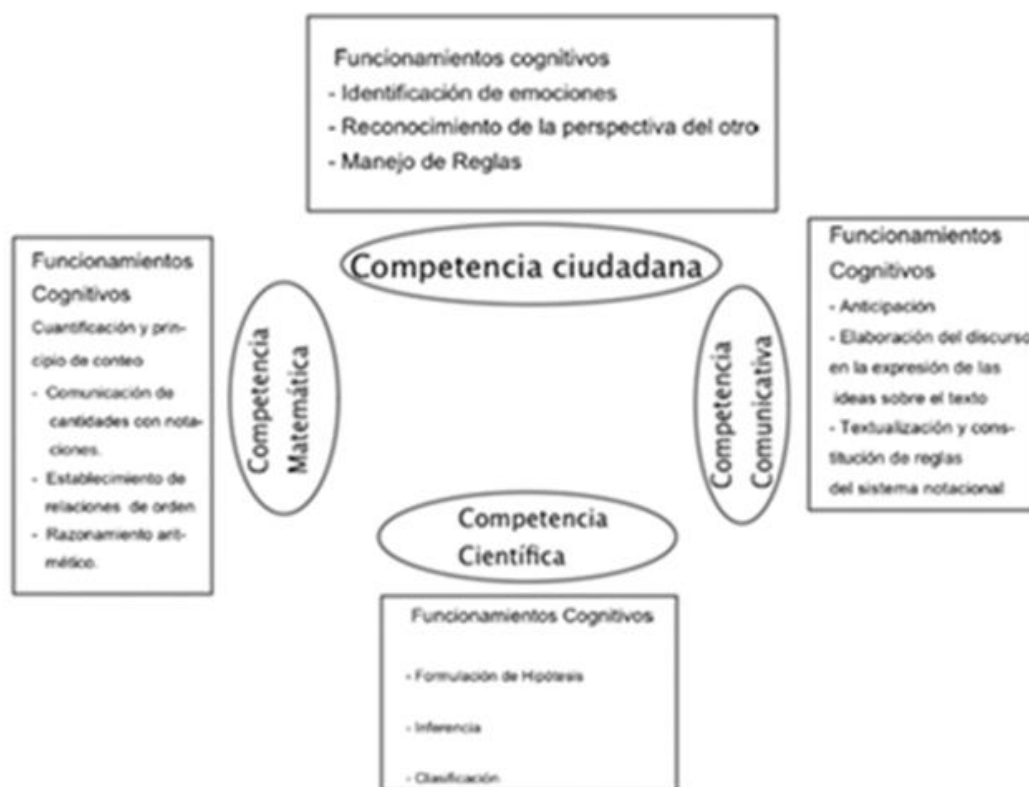 Funcionamientos cognitivos
- Identificación de emociones
- Reconocimiento de la perspectiva del otro
- Manejo de Reglas
Competencia ciudadana
Funcionamientos
Cognitivos
Cuantificación y prin-
cipio de conteo
- Comunicación de
cantidades con nota-
ciones.
- Establecimiento de
relaciones de orden
- Razonamiento arit-
mético.
Competencia
Matemática
Competencia
Comunicativa
Funcionamientos
Cognitivos
- Anticipación
- Elaboración del discurso
en la expresión de las
ideas sobre el texto
- Textualización y cons-
titución de reglas
del sistema notacional
Competencia
Científica
Funcionamientos Cognitivos
- Formulación de Hipótesis
- Inferencia
- Clasificación